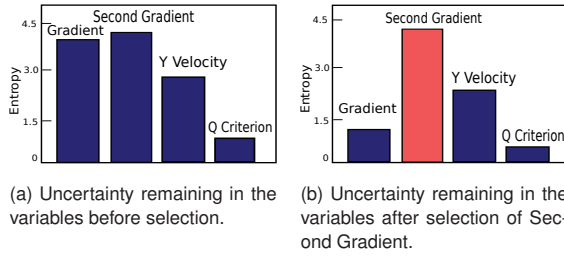 Second Gradient
4.5
Gradient
3.0
Y Velocity
Entropy
1.5
Q Criterion
0
4.5
Second Gradient
3.0
Y Velocity
Entropy
1.5
Gradient
Q Criterion
0
(a) Uncertainty remaining in the
variables before selection.
(b) Uncertainty remaining in the
variables after selection of Sec-
ond Gradient.